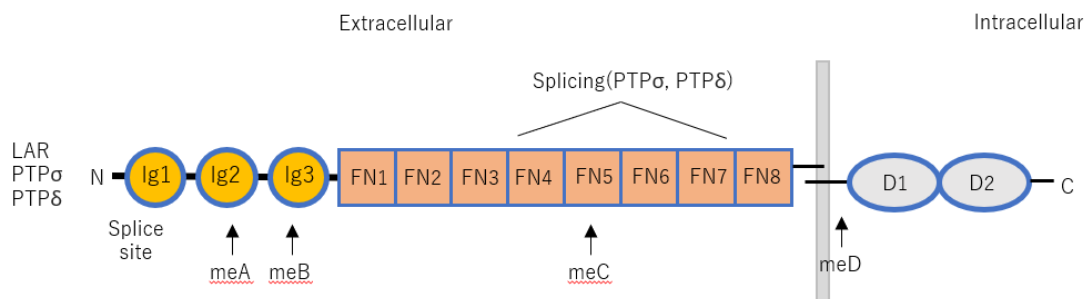 Extracellular
Intracellular
Splicing(PTPσ, PTPδ)
LAR
PTPσ
PTPδ
N
Ig1
Ig2
Ig3
FN1
FN2
FN3
FN4
FN5
FN6
FN7
FN8
D1
D2
C
Splice
site
meA
meB
meC
meD